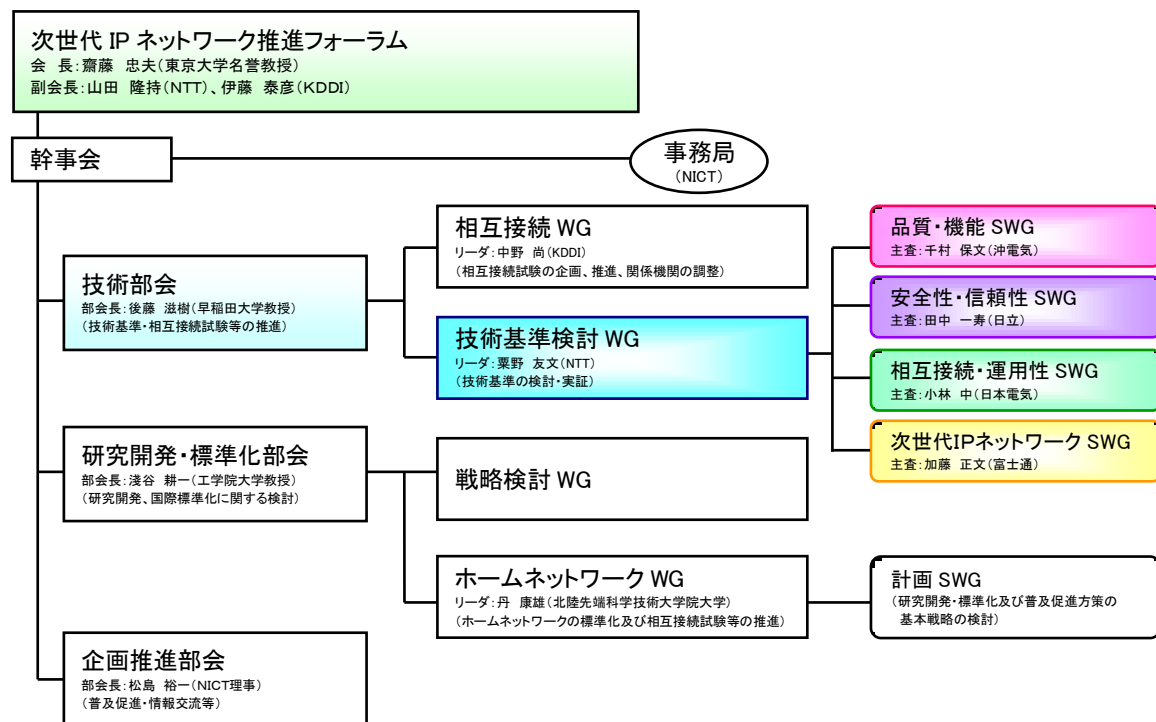 次世代 IP ネットワーク推進フォーラム
会　長：齋藤　忠夫（東京大学名誉教授）
副会長：山田　隆持（NTT）、伊藤　泰彦（KDDI）
幹事会
事務局
（NICT）
技術部会
部会長：後藤　滋樹（早稲田大学教授）
（技術基準・相互接続試験等の推進）
相互接続 WG
リーダ：中野　尚（KDDI）
（相互接続試験の企画、推進、関係機関の調整）
技術基準検討 WG
リーダ：粟野　友文（NTT）
（技術基準の検討・実証）
品質・機能 SWG
主査：千村　保文（沖電気）
安全性・信頼性 SWG
主査：田中　一寿（日立）
相互接続・運用性 SWG
主査：小林　中（日本電気）
次世代IPネットワーク SWG
主査：加藤　正文（富士通）
研究開発・標準化部会
部会長：淺谷　耕一（工学院大学教授）
（研究開発、国際標準化に関する検討）
戦略検討 WG
ホームネットワーク WG
リーダ：丹　康雄（北陸先端科学技術大学院大学）
（ホームネットワークの標準化及び相互接続試験等の推進）
計画 SWG
（研究開発・標準化及び普及促進方策の
基本戦略の検討）
企画推進部会
部会長：松島　裕一（NICT理事）
（普及促進・情報交流等）